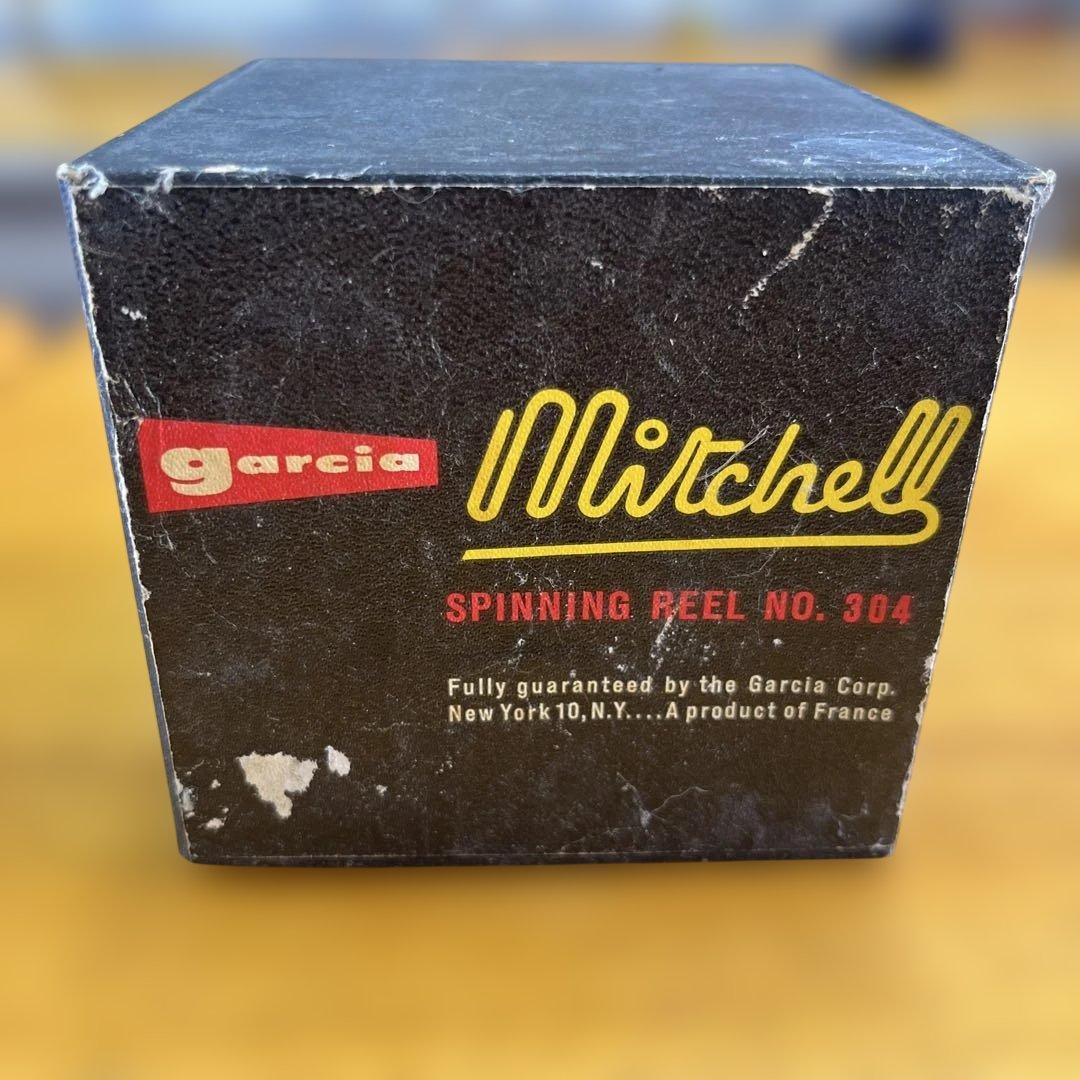 garcia
Mitchell
SPINNING REEL NO. 304
Fully guaranteed by the Garcia Corp.
New York 10, N.Y....A product of France